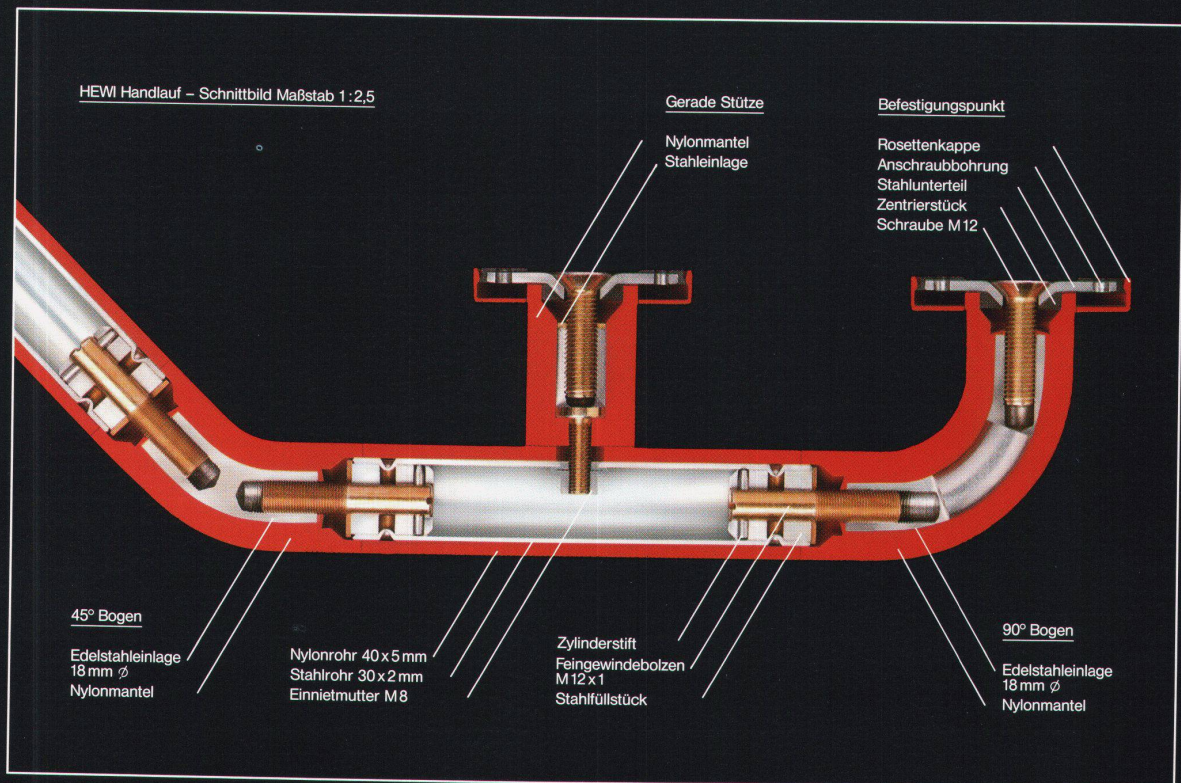 HEWI Handlauf – Schnittbild Maßstab 1:2,5
Gerade Stütze
Nylonmantel
Stahleinlage
Befestigungspunkt
Rosettenkappe
Anschraubbohrung
Stahlunterteil
Zentrierstück
Schraube M12
45° Bogen
Edelstahleinlage
18 mm ⌀
Nylonmantel
Nylonrohr 40 x 5 mm
Stahlrohr 30 x 2 mm
Einnietmutter M 8
Zylinderstift
Feingewindebolzen
M 12 x 1
Stahlfüllstück
90° Bogen
Edelstahleinlage
18 mm ⌀
Nylonmantel